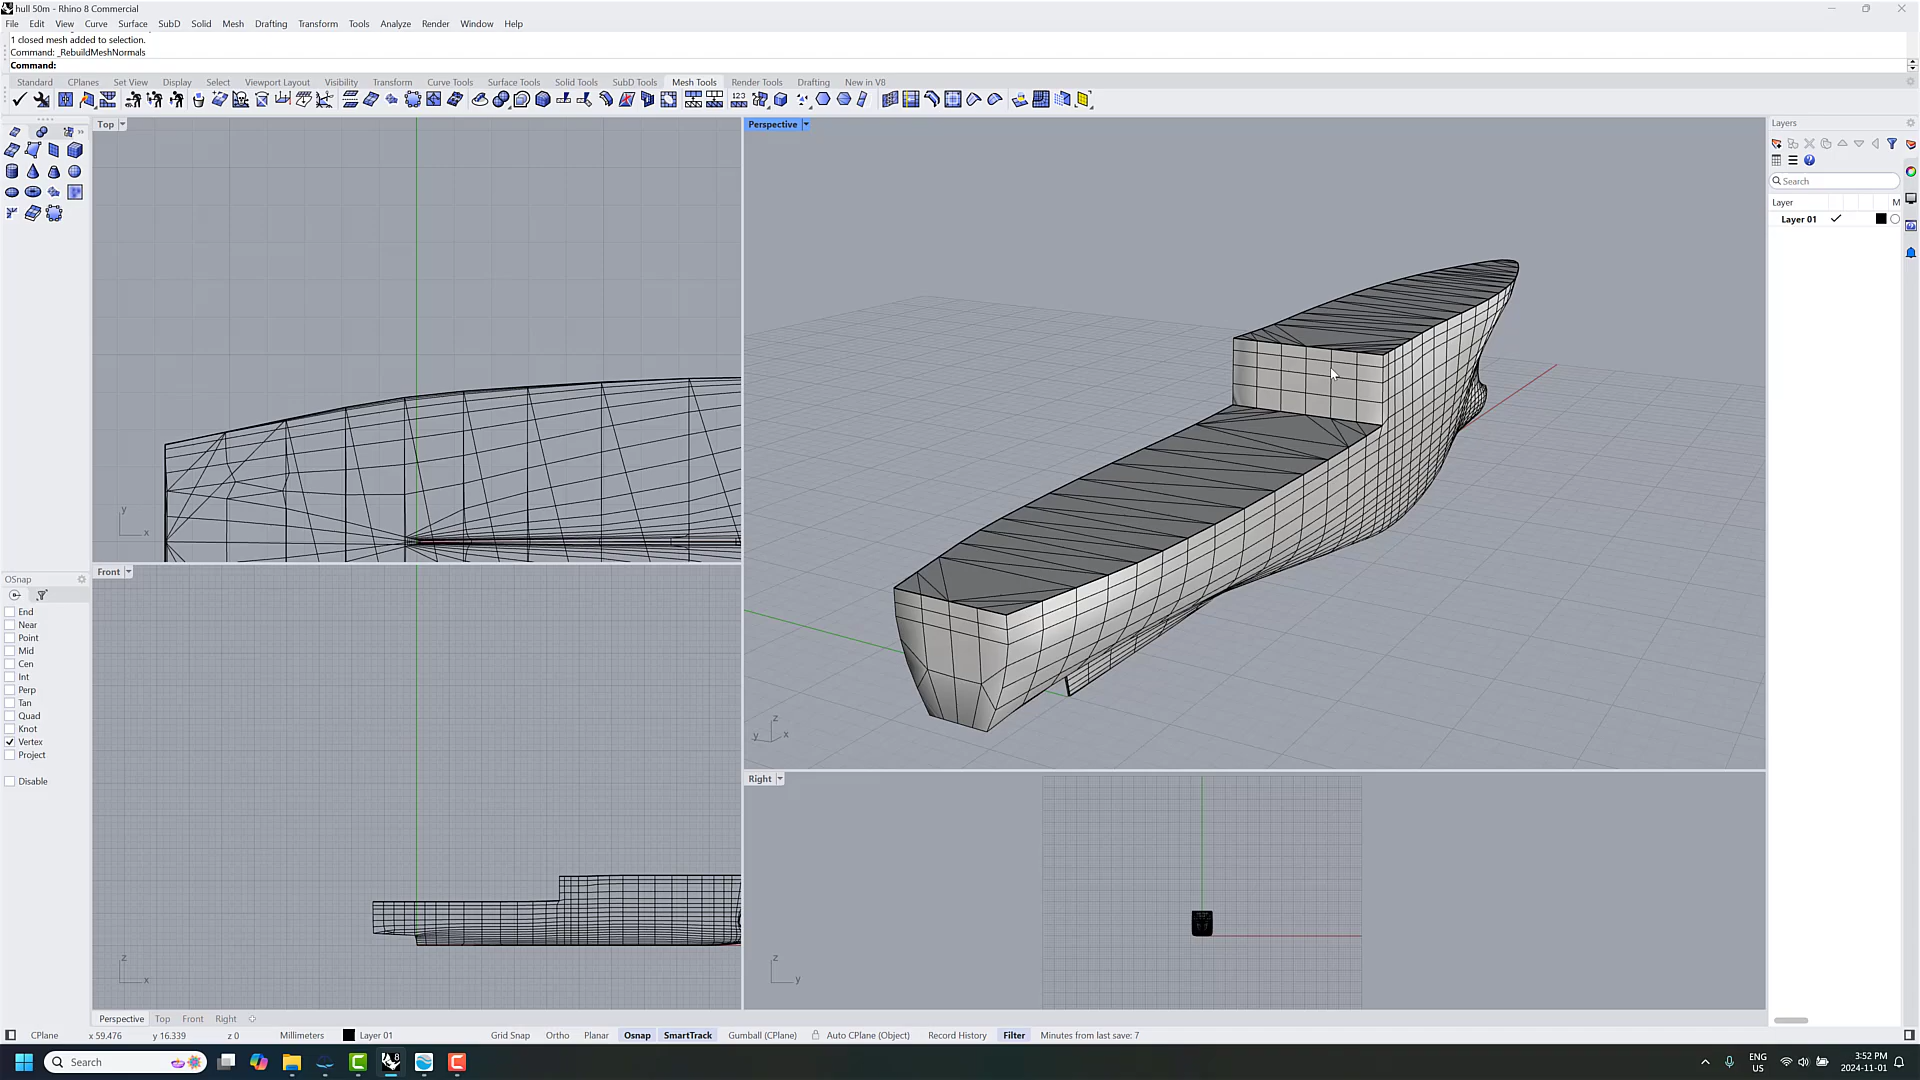 hull 50m - Rhino 8 Commercial
File Edit View Curve Surface SubD Solid Mesh Drafting Transform Tools Analyze Render Window Help
1 closed mesh added to selection.
Command: _RebuildMeshNormals
Command:
Standard CPlanes Set View Display Select Viewport Layout Visibility Transform Curve Tools Surface Tools Solid Tools SubD Tools Mesh Tools Render Tools Drafting New in V8
Top
Perspective
Layers
Search
Layer M
Layer 01
y
x
Front
OSnap
End
Near
Point
Mid
Cen
Int
Perp
Tan
Quad
Knot
Vertex
Project
Disable
z
y x
Right
z
x
z
y
Perspective Top Front Right
CPlane x 59.476 y 16.339 z 0 Millimeters Layer 01 Grid Snap Ortho Planar Osnap SmartTrack Gumball (CPlane) Auto CPlane (Object) Record History Filter Minutes from last save: 7
Search
ENG
US
3:52 PM
2024-11-01